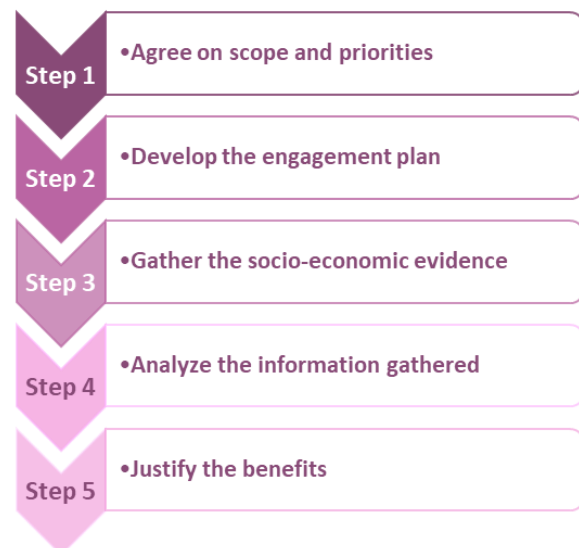 Step 1
•Agree on scope and priorities
Step 2
•Develop the engagement plan
Step 3
•Gather the socio-economic evidence
Step 4
•Analyze the information gathered
Step 5
•Justify the benefits